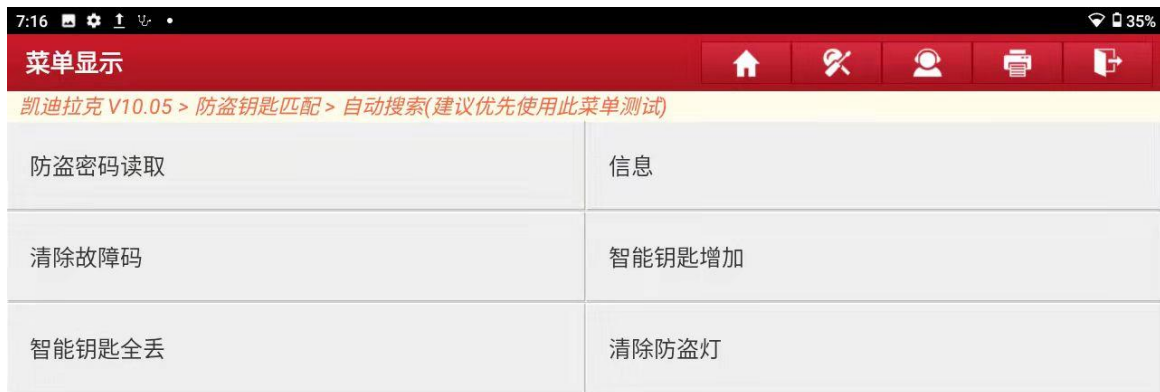 7:16
35%
菜单显示
凯迪拉克 V10.05 > 防盗钥匙匹配 > 自动搜索(建议优先使用此菜单测试)
防盗密码读取
信息
清除故障码
智能钥匙增加
智能钥匙全丢
清除防盗灯